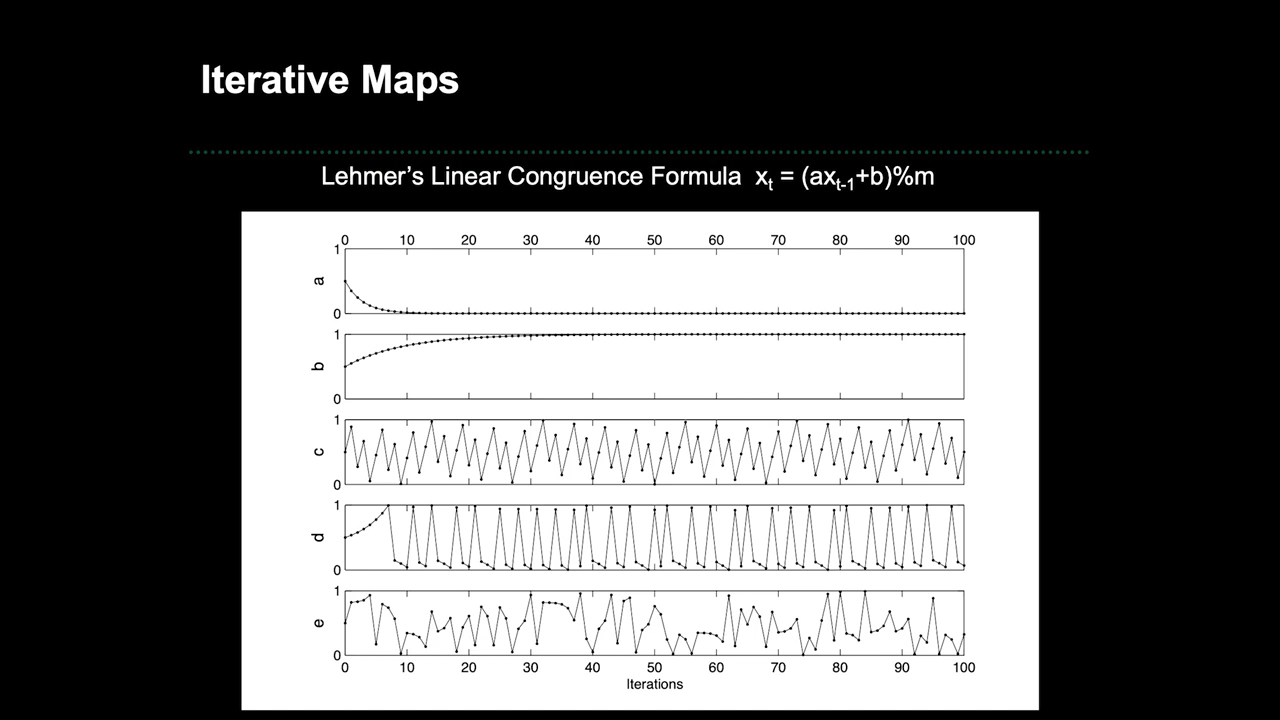 Iterative Maps
Lehmer’s Linear Congruence Formula xt = (axt-1+b)%m
0 10 20 30 40 50 60 70 80 90 100
1
a
0
1
b
0
1
c
0
1
d
0
1
e
0
0 10 20 30 40 50 60 70 80 90 100
Iterations